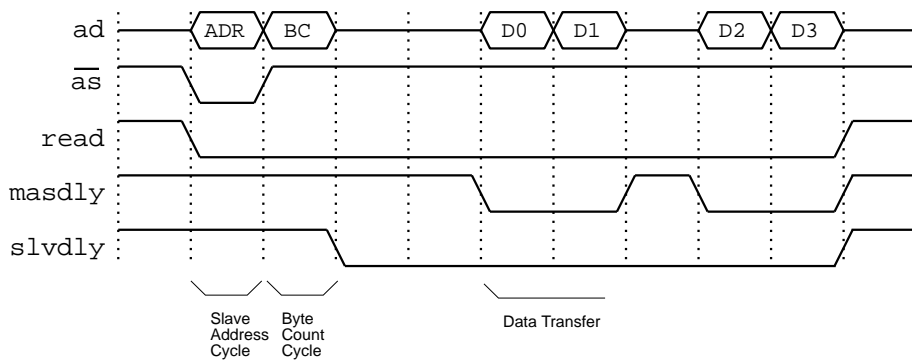 ad ADR BC D0 D1 D2 D3
as
read
masdly
slvdly
Slave Address Cycle
Byte Count Cycle
Data Transfer